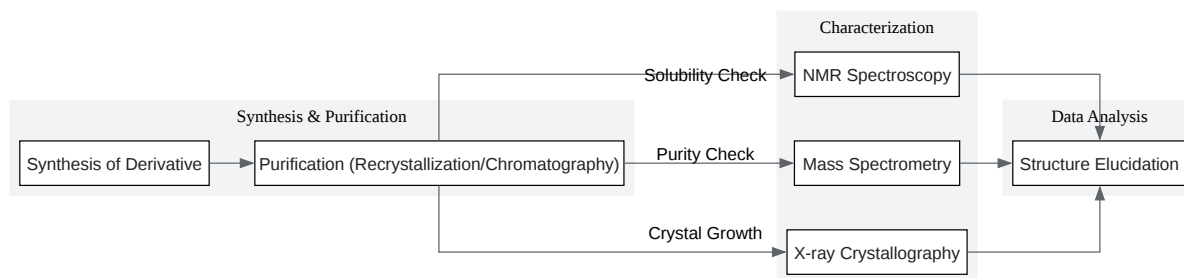 Characterization
Solubility Check
NMR Spectroscopy
Synthesis & Purification
Data Analysis
Synthesis of Derivative
Purification (Recrystallization/Chromatography)
Purity Check
Mass Spectrometry
Structure Elucidation
Crystal Growth
X-ray Crystallography